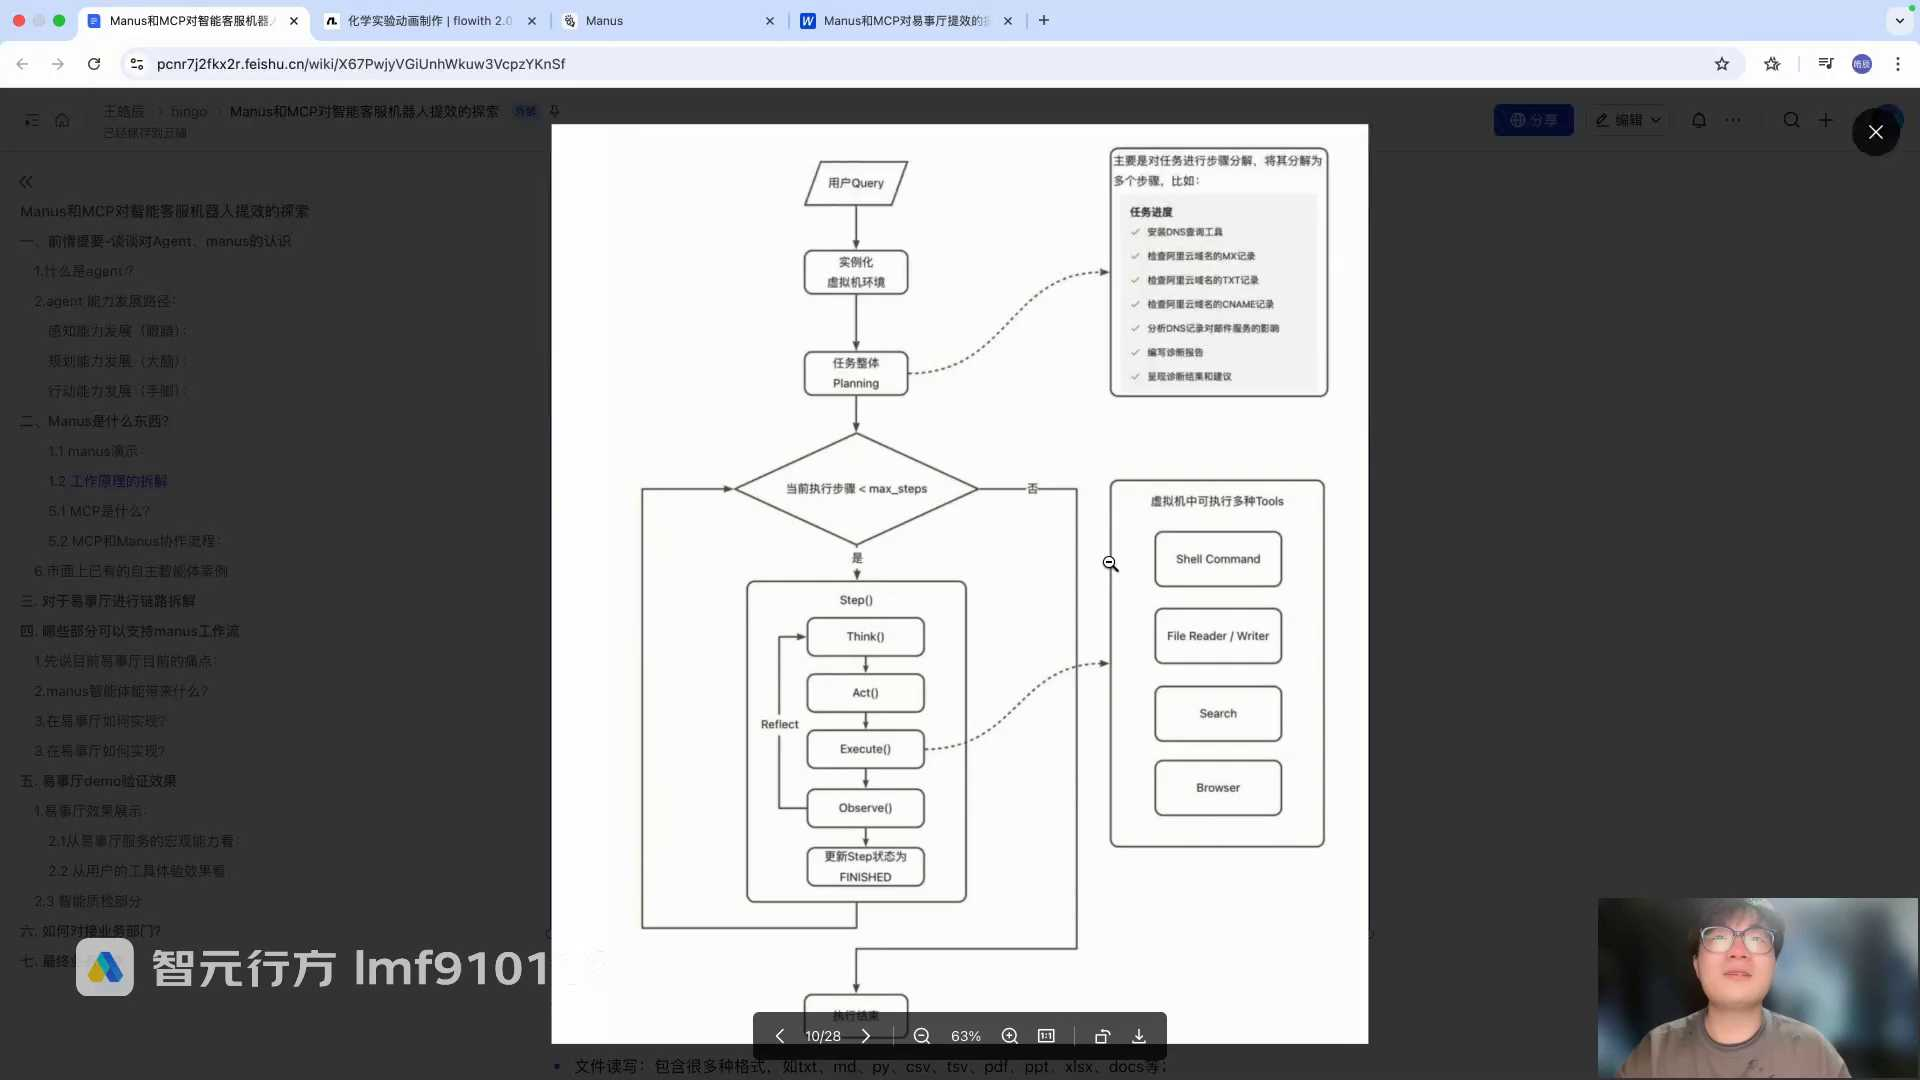 Manus和MCP对智能客服机器
化学实验动画制作 | flowith 2.0
Manus
Manus和MCP对易事厅提效的
pcnr7j2fkx2r.feishu.cn/wiki/X67PwjyVGiUnhWkuw3VcpzYKnSf
王皓辰 > bingo > Manus和MCP对智能客服机器人提效的探索 外部
已经保存到云端
分享
编辑
Manus和MCP对智能客服机器人提效的探索
一、前情提要-谈谈对Agent、manus的认识
1.什么是agent？
2.agent 能力发展路径：
感知能力发展（眼睛）：
规划能力发展（大脑）：
行动能力发展（手脚）：
二、Manus是什么东西?
1.1 manus演示：
1.2 工作原理的拆解
5.1 MCP是什么?
5.2 MCP和Manus协作流程：
6.市面上已有的自主智能体案例
三. 对于易事厅进行链路拆解
四. 哪些部分可以支持manus工作流
1.先说目前易事厅目前的痛点：
2.manus智能体能带来什么?
3.在易事厅如何实现?
3.在易事厅如何实现?
五. 易事厅demo验证效果
1.易事厅效果展示：
2.1从易事厅服务的宏观能力看：
2.2 从用户的工具体验效果看
2.3 智能质检部分
六. 如何对接业务部门?
七. 最终
智元行方 lmf9101
用户Query
实例化
虚拟机环境
任务整体
Planning
当前执行步骤 < max_steps
否
是
Step()
Think()
Act()
Reflect
Execute()
Observe()
更新Step状态为
FINISHED
执行结束
主要是对任务进行步骤分解，将其分解为
多个步骤，比如：
任务进度
安装DNS查询工具
检查阿里云域名的MX记录
检查阿里云域名的TXT记录
检查阿里云域名的CNAME记录
分析DNS记录对邮件服务的影响
编写诊断报告
呈现诊断结果和建议
虚拟机中可执行多种Tools
Shell Command
File Reader / Writer
Search
Browser
10/28
63%
1:1
文件读写：包含很多种格式，如txt、md、py、csv、tsv、pdf、ppt、xlsx、docs等；